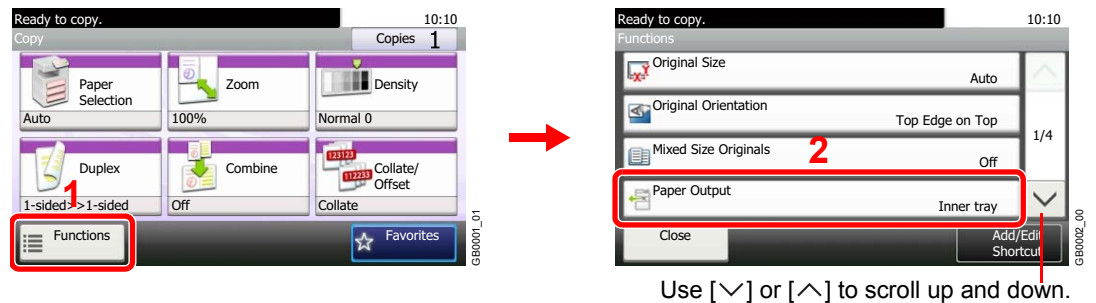 Ready to copy. 10:10
Copy Copies 1
Paper
Selection
Auto
Zoom
100%
Density
Normal 0
Duplex
1-sided>>1-sided
Combine
Off
123123
112233
Collate/
Offset
Collate
1
Functions
Favorites
GB0001_01
Ready to copy. 10:10
Functions
Original Size
Auto
Original Orientation
Top Edge on Top
Mixed Size Originals
Off
2
Paper Output
Inner tray
1/4
Close
Add/Edit
Shortcut
GB0002_00
Use [∨] or [∧] to scroll up and down.